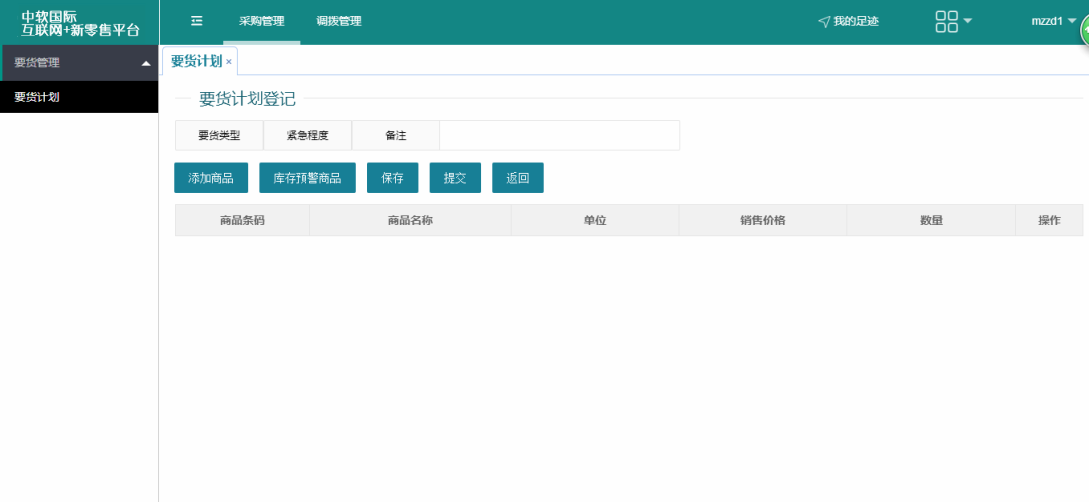 中软国际
互联网+新零售平台
采购管理
调拨管理
我的足迹
mzzd1
要货管理
要货计划
要货计划 ×
要货计划登记
要货类型
紧急程度
备注
添加商品
库存预警商品
保存
提交
返回
商品条码
商品名称
单位
销售价格
数量
操作